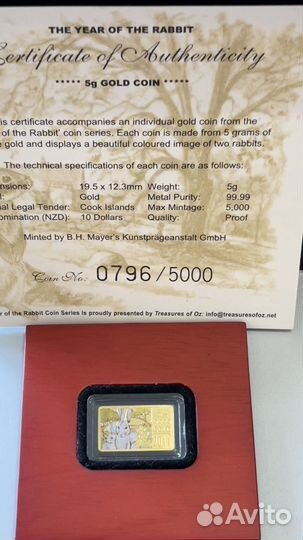 THE YEAR OF THE RABBIT
Certificate of Authenticity
***** 5g GOLD COIN *****
is certificate accompanies an individual gold coin from the
of the Rabbit' coin series. Each coin is made from 5 grams of
gold and displays a beautiful coloured image of two rabbits.
The technical specifications of each coin are as follows:
ensions: 19.5 x 12.3mm Weight: 5g
Gold Metal Purity: 99.99
nal Legal Tender: Cook Islands Max Mintage: 5,000
omination (NZD): 10 Dollars Quality: Proof
Minted by B.H. Mayer's Kunstprägeanstalt GmbH
Coin No: 0796/5000
r of the Rabbit Coin Series is proudly presented by Treasures of Oz: info@treasuresofoz.net
Avito